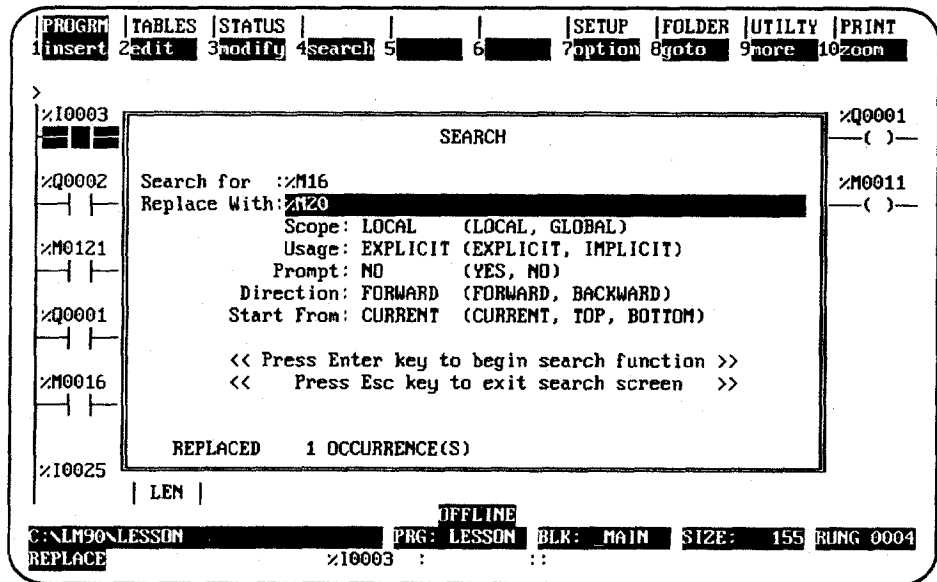 |PROGRM |TABLES |STATUS | | | |SETUP |FOLDER |UTILTY |PRINT
1insert 2edit 3modify 4search 5 6 7option 8goto 9more 10zoom
>
%I0003 %Q0001
SEARCH
—( )—
%Q0002 Search for :%M16 %M0011
Replace With:%M20 —( )—
Scope: LOCAL (LOCAL, GLOBAL)
%M0121 Usage: EXPLICIT (EXPLICIT, IMPLICIT)
Prompt: NO (YES, NO)
Direction: FORWARD (FORWARD, BACKWARD)
%Q0001 Start From: CURRENT (CURRENT, TOP, BOTTOM)
<< Press Enter key to begin search function >>
%M0016 << Press Esc key to exit search screen >>
REPLACED 1 OCCURRENCE(S)
%I0025
| LEN |
OFFLINE
C:\LM90\LESSON PRG: LESSON BLK: _MAIN SIZE: 155 RUNG 0004
REPLACE %I0003 : ::